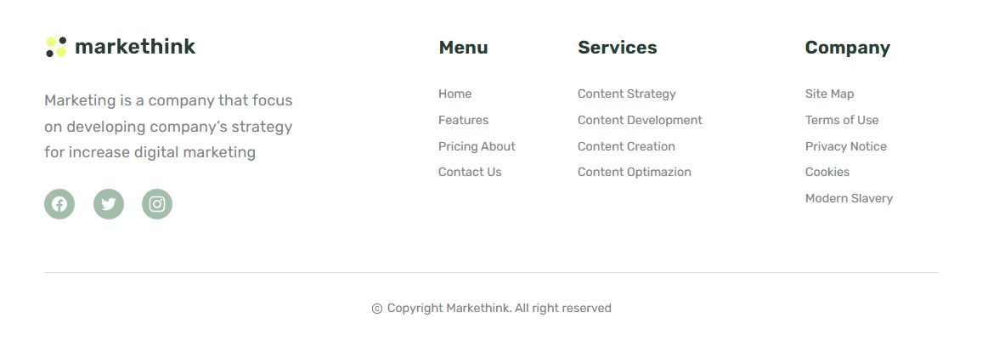 markethink
Marketing is a company that focus
on developing company's strategy
for increase digital marketing
Menu
Home
Features
Pricing About
Contact Us
Services
Content Strategy
Content Development
Content Creation
Content Optimazion
Company
Site Map
Terms of Use
Privacy Notice
Cookies
Modern Slavery
© Copyright Markethink. All right reserved